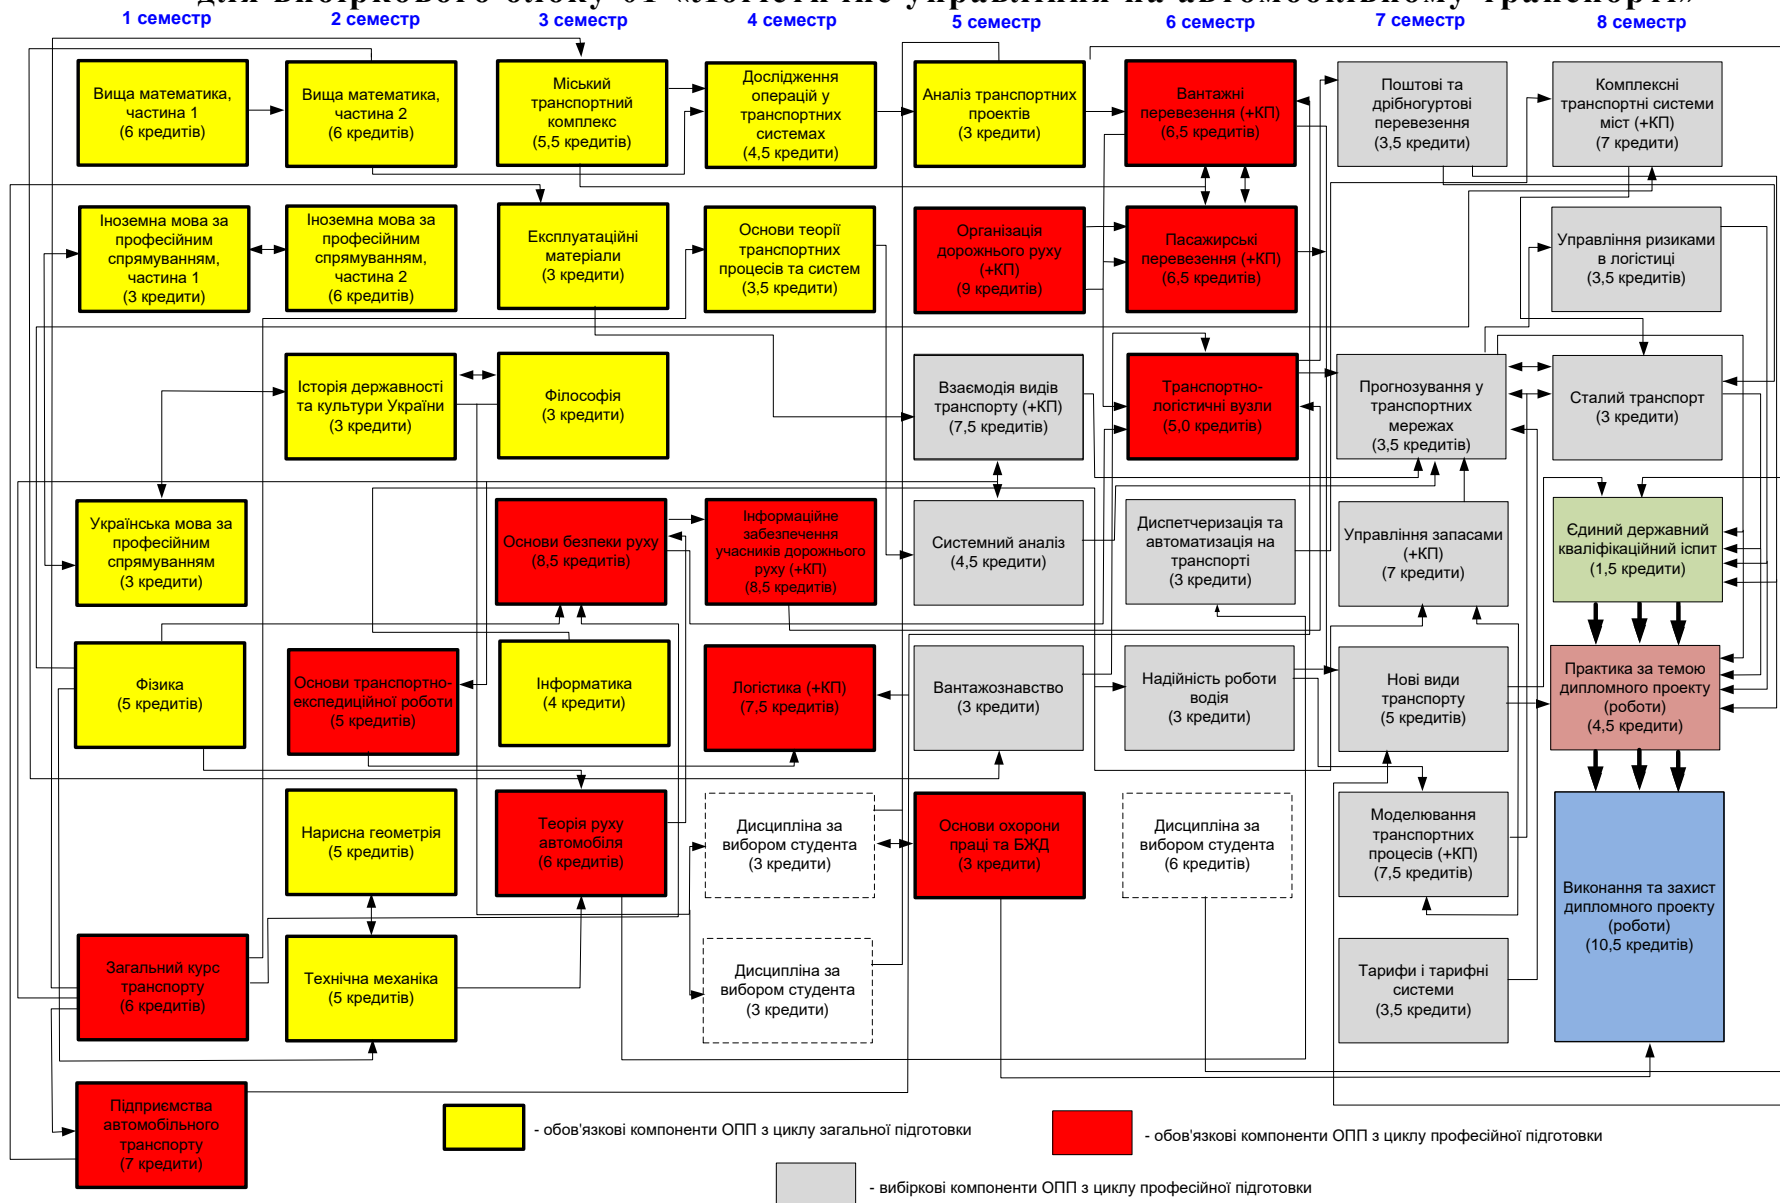 для вибіркового блоку 01 «Логістичне управління на автомобільному транспорті»
1 семестр
2 семестр
3 семестр
4 семестр
5 семестр
6 семестр
7 семестр
8 семестр
Вища математика,
частина 1
(6 кредитів)
Вища математика,
частина 2
(6 кредитів)
Міський
транспортний
комплекс
(5,5 кредитів)
Дослідження
операцій у
транспортних
системах
(4,5 кредити)
Аналіз транспортних
проектів
(3 кредити)
Вантажні
перевезення (+КП)
(6,5 кредитів)
Поштові та
дрібногуртові
перевезення
(3,5 кредити)
Комплексні
транспортні системи
міст (+КП)
(7 кредити)
Іноземна мова за
професійним
спрямуванням,
частина 1
(3 кредити)
Іноземна мова за
професійним
спрямуванням,
частина 2
(6 кредитів)
Експлуатаційні
матеріали
(3 кредити)
Основи теорії
транспортних
процесів та систем
(3,5 кредити)
Організація
дорожнього руху
(+КП)
(9 кредитів)
Пасажирські
перевезення (+КП)
(6,5 кредитів)
Управління ризиками
в логістиці
(3,5 кредити)
Історія державності
та культури України
(3 кредити)
Філософія
(3 кредити)
Взаємодія видів
транспорту (+КП)
(7,5 кредитів)
Транспортно-
логістичні вузли
(5,0 кредитів)
Прогнозування у
транспортних
мережах
(3,5 кредитів)
Сталий транспорт
(3 кредити)
Українська мова за
професійним
спрямуванням
(3 кредити)
Основи безпеки руху
(8,5 кредитів)
Інформаційне
забезпечення
учасників дорожнього
руху (+КП)
(8,5 кредитів)
Системний аналіз
(4,5 кредити)
Диспетчеризація та
автоматизація на
транспорті
(3 кредити)
Управління запасами
(+КП)
(7 кредити)
Єдиний державний
кваліфікаційний іспит
(1,5 кредити)
Фізика
(5 кредитів)
Основи транспортно-
експедиційної роботи
(5 кредитів)
Інформатика
(4 кредити)
Логістика (+КП)
(7,5 кредитів)
Вантажознавство
(3 кредити)
Надійність роботи
водія
(3 кредити)
Нові види
транспорту
(5 кредитів)
Практика за темою
дипломного проекту
(роботи)
(4,5 кредити)
Нарисна геометрія
(5 кредитів)
Теорія руху
автомобіля
(6 кредитів)
Дисципліна за
вибором студента
(3 кредити)
Основи охорони
праці та БЖД
(3 кредити)
Дисципліна за
вибором студента
(6 кредитів)
Моделювання
транспортних
процесів (+КП)
(7,5 кредитів)
Виконання та захист
дипломного проекту
(роботи)
(10,5 кредитів)
Загальний курс
транспорту
(6 кредитів)
Технічна механіка
(5 кредитів)
Дисципліна за
вибором студента
(3 кредити)
Тарифи і тарифні
системи
(3,5 кредити)
Підприємства
автомобільного
транспорту
(7 кредити)
- обов'язкові компоненти ОПП з циклу загальної підготовки
- обов'язкові компоненти ОПП з циклу професійної підготовки
- вибіркові компоненти ОПП з циклу професійної підготовки